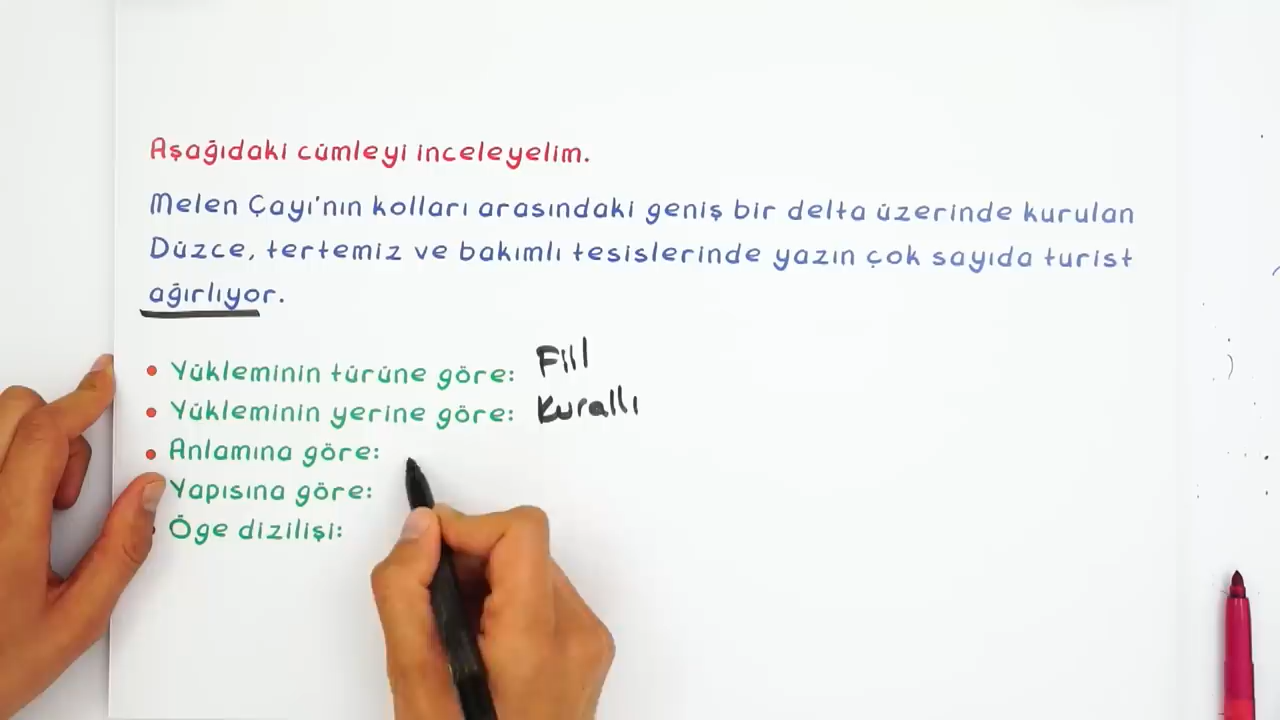 Aşağıdaki cümleyi inceleyelim.
Melen Çayı'nın kolları arasındaki geniş bir delta üzerinde kurulan
Düzce, tertemiz ve bakımlı tesislerinde yazın çok sayıda turist
ağırlıyor.
• Yükleminin türüne göre: Fiil
• Yükleminin yerine göre: Kurallı
• Anlamına göre:
Yapısına göre:
Öge dizilişi: